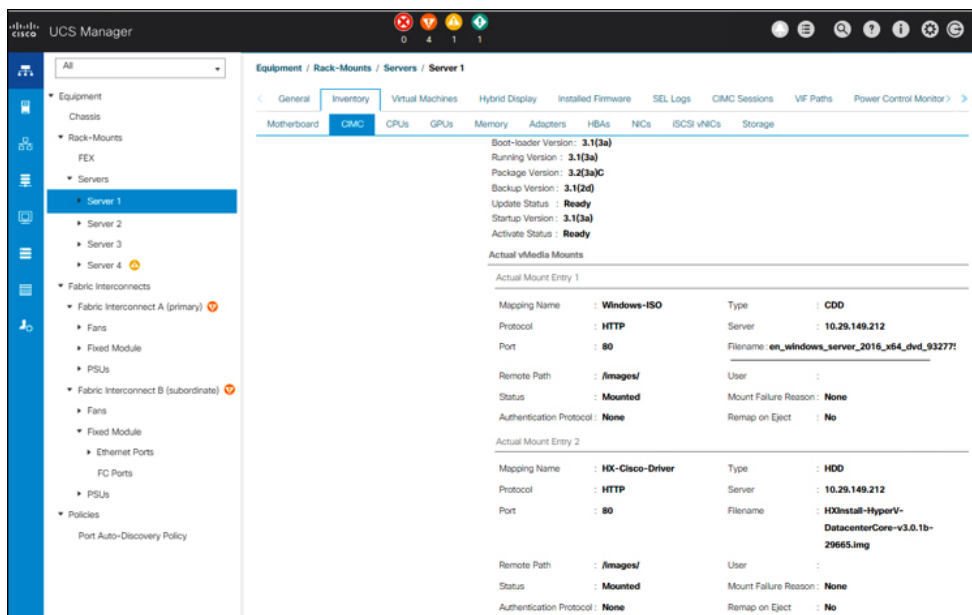 CISCO UCS Manager
0 4 1 1
All
Equipment
Chassis
Rack-Mounts
FEX
Servers
Server 1
Server 2
Server 3
Server 4
Fabric Interconnects
Fabric Interconnect A (primary)
Fans
Fixed Module
PSUs
Fabric Interconnect B (subordinate)
Fans
Fixed Module
Ethernet Ports
FC Ports
PSUs
Policies
Port Auto-Discovery Policy
Equipment / Rack-Mounts / Servers / Server 1
General Inventory Virtual Machines Hybrid Display Installed Firmware SEL Logs CIMC Sessions VIF Paths Power Control Monitor
Motherboard CIMC CPUs GPUs Memory Adapters HBAs NICs iSCSI vNICs Storage
Boot-loader Version : 3.1(3a)
Running Version : 3.1(3a)
Package Version : 3.2(3a)C
Backup Version : 3.1(2d)
Update Status : Ready
Startup Version : 3.1(3a)
Activate Status : Ready
Actual vMedia Mounts
Actual Mount Entry 1
Mapping Name : Windows-ISO Type : CDD
Protocol : HTTP Server : 10.29.149.212
Port : 80 Filename : en_windows_server_2016_x64_dvd_93277
Remote Path : /images/ User :
Status : Mounted Mount Failure Reason : None
Authentication Protocol : None Remap on Eject : No
Actual Mount Entry 2
Mapping Name : HX-Cisco-Driver Type : HDD
Protocol : HTTP Server : 10.29.149.212
Port : 80 Filename : HXInstall-HyperV-
DatacenterCore-v3.0.1b-
29665.img
Remote Path : /images/ User :
Status : Mounted Mount Failure Reason : None
Authentication Protocol : None Remap on Eject : No